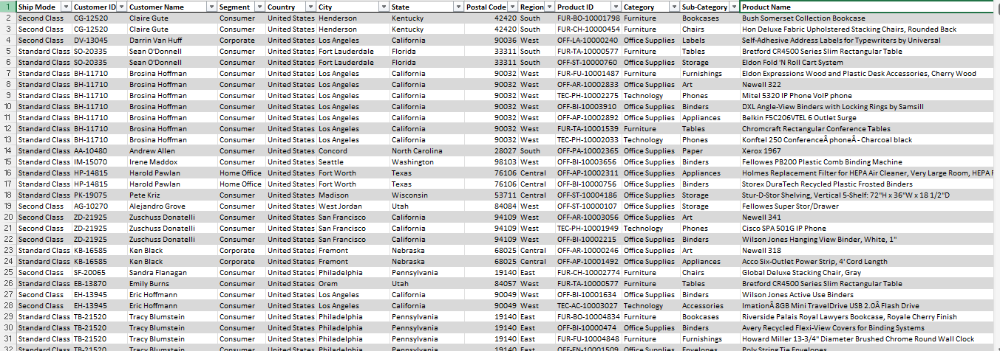 1 Ship Mode Customer ID Customer Name Segment Country City State Postal Code Region Product ID Category Sub-Category Product Name
2 Second Class CG-12520 Claire Gute Consumer United States Henderson Kentucky 42420 South FUR-BO-10001798 Furniture Bookcases Bush Somerset Collection Bookcase
3 Second Class CG-12520 Claire Gute Consumer United States Henderson Kentucky 42420 South FUR-CH-10000454 Furniture Chairs Hon Deluxe Fabric Upholstered Stacking Chairs, Rounded Back
4 Second Class DV-13045 Darrin Van Huff Corporate United States Los Angeles California 90036 West OFF-LA-10000240 Office Supplies Labels Self-Adhesive Address Labels for Typewriters by Universal
5 Standard Class SO-20335 Sean O'Donnell Consumer United States Fort Lauderdale Florida 33311 South FUR-TA-10000577 Furniture Tables Bretford CR4500 Series Slim Rectangular Table
6 Standard Class SO-20335 Sean O'Donnell Consumer United States Fort Lauderdale Florida 33311 South OFF-ST-10000760 Office Supplies Storage Eldon Fold 'N Roll Cart System
7 Standard Class BH-11710 Brosina Hoffman Consumer United States Los Angeles California 90032 West FUR-FU-10001487 Furniture Furnishings Eldon Expressions Wood and Plastic Desk Accessories, Cherry Wood
8 Standard Class BH-11710 Brosina Hoffman Consumer United States Los Angeles California 90032 West OFF-AR-10002833 Office Supplies Art Newell 322
9 Standard Class BH-11710 Brosina Hoffman Consumer United States Los Angeles California 90032 West TEC-PH-10002275 Technology Phones Mitel 5320 IP Phone VoIP phone
10 Standard Class BH-11710 Brosina Hoffman Consumer United States Los Angeles California 90032 West OFF-BI-10003910 Office Supplies Binders DXL Angle-View Binders with Locking Rings by Samsill
11 Standard Class BH-11710 Brosina Hoffman Consumer United States Los Angeles California 90032 West OFF-AP-10002892 Office Supplies Appliances Belkin F5C206VTEL 6 Outlet Surge
12 Standard Class BH-11710 Brosina Hoffman Consumer United States Los Angeles California 90032 West FUR-TA-10001539 Furniture Tables Chromcraft Rectangular Conference Tables
13 Standard Class BH-11710 Brosina Hoffman Consumer United States Los Angeles California 90032 West TEC-PH-10002033 Technology Phones Konftel 250 ConferenceÂ phoneÂ - Charcoal black
14 Standard Class AA-10480 Andrew Allen Consumer United States Concord North Carolina 28027 South OFF-PA-10002365 Office Supplies Paper Xerox 1967
15 Standard Class IM-15070 Irene Maddox Consumer United States Seattle Washington 98103 West OFF-BI-10003656 Office Supplies Binders Fellowes PB200 Plastic Comb Binding Machine
16 Standard Class HP-14815 Harold Pawlan Home Office United States Fort Worth Texas 76106 Central OFF-AP-10002311 Office Supplies Appliances Holmes Replacement Filter for HEPA Air Cleaner, Very Large Room, HEPA F
17 Standard Class HP-14815 Harold Pawlan Home Office United States Fort Worth Texas 76106 Central OFF-BI-10000756 Office Supplies Binders Storex DuraTech Recycled Plastic Frosted Binders
18 Standard Class PK-19075 Pete Kriz Consumer United States Madison Wisconsin 53711 Central OFF-ST-10004186 Office Supplies Storage Stur-D-Stor Shelving, Vertical 5-Shelf: 72"H x 36"W x 18 1/2"D
19 Second Class AG-10270 Alejandro Grove Consumer United States West Jordan Utah 84084 West OFF-ST-10000107 Office Supplies Storage Fellowes Super Stor/Drawer
20 Second Class ZD-21925 Zuschuss Donatelli Consumer United States San Francisco California 94109 West OFF-AR-10003056 Office Supplies Art Newell 341
21 Second Class ZD-21925 Zuschuss Donatelli Consumer United States San Francisco California 94109 West TEC-PH-10001949 Technology Phones Cisco SPA 501G IP Phone
22 Second Class ZD-21925 Zuschuss Donatelli Consumer United States San Francisco California 94109 West OFF-BI-10002215 Office Supplies Binders Wilson Jones Hanging View Binder, White, 1"
23 Standard Class KB-16585 Ken Black Corporate United States Fremont Nebraska 68025 Central OFF-AR-10000246 Office Supplies Art Newell 318
24 Standard Class KB-16585 Ken Black Corporate United States Fremont Nebraska 68025 Central OFF-AP-10001492 Office Supplies Appliances Acco Six-Outlet Power Strip, 4' Cord Length
25 Second Class SF-20065 Sandra Flanagan Consumer United States Philadelphia Pennsylvania 19140 East FUR-CH-10002774 Furniture Chairs Global Deluxe Stacking Chair, Gray
26 Standard Class EB-13870 Emily Burns Consumer United States Orem Utah 84057 West FUR-TA-10000577 Furniture Tables Bretford CR4500 Series Slim Rectangular Table
27 Second Class EH-13945 Eric Hoffmann Consumer United States Los Angeles California 90049 West OFF-BI-10001634 Office Supplies Binders Wilson Jones Active Use Binders
28 Second Class EH-13945 Eric Hoffmann Consumer United States Los Angeles California 90049 West TEC-AC-10003027 Technology Accessories ImationÂ 8GB Mini TravelDrive USB 2.0Â Flash Drive
29 Standard Class TB-21520 Tracy Blumstein Consumer United States Philadelphia Pennsylvania 19140 East FUR-BO-10004834 Furniture Bookcases Riverside Palais Royal Lawyers Bookcase, Royale Cherry Finish
30 Standard Class TB-21520 Tracy Blumstein Consumer United States Philadelphia Pennsylvania 19140 East OFF-BI-10000474 Office Supplies Binders Avery Recycled Flexi-View Covers for Binding Systems
31 Standard Class TB-21520 Tracy Blumstein Consumer United States Philadelphia Pennsylvania 19140 East FUR-FU-10004848 Furniture Furnishings Howard Miller 13-3/4" Diameter Brushed Chrome Round Wall Clock
32 Standard Class TB-21520 Tracy Blumstein Consumer United States Philadelphia Pennsylvania 19140 East OFF-EN-10001509 Office Supplies Envelopes Poly String Tie Envelopes